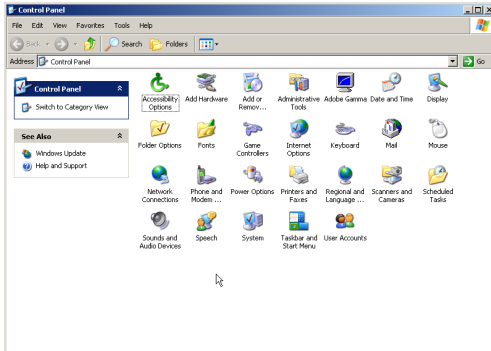 Control Panel
File Edit View Favorites Tools Help
Back Search Folders
Address Control Panel Go
Control Panel
Switch to Category View
See Also
Windows Update
Help and Support
Accessibility Options
Add Hardware
Add or Remov...
Administrative Tools
Adobe Gamma
Date and Time
Display
Folder Options
Fonts
Game Controllers
Internet Options
Keyboard
Mail
Mouse
Network Connections
Phone and Modem ...
Power Options
Printers and Faxes
Regional and Language ...
Scanners and Cameras
Scheduled Tasks
Sounds and Audio Devices
Speech
System
Taskbar and Start Menu
User Accounts